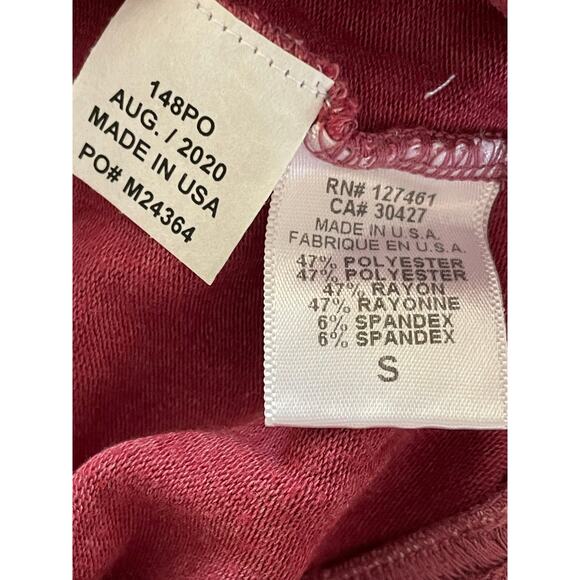 148PO
AUG. / 2020
MADE IN USA
PO# M24364
RN# 127461
CA# 30427
MADE IN U.S.A.
FABRIQUE EN U.S.A.
47% POLYESTER
47% POLYESTER
47% RAYON
47% RAYONNE
6% SPANDEX
6% SPANDEX
S